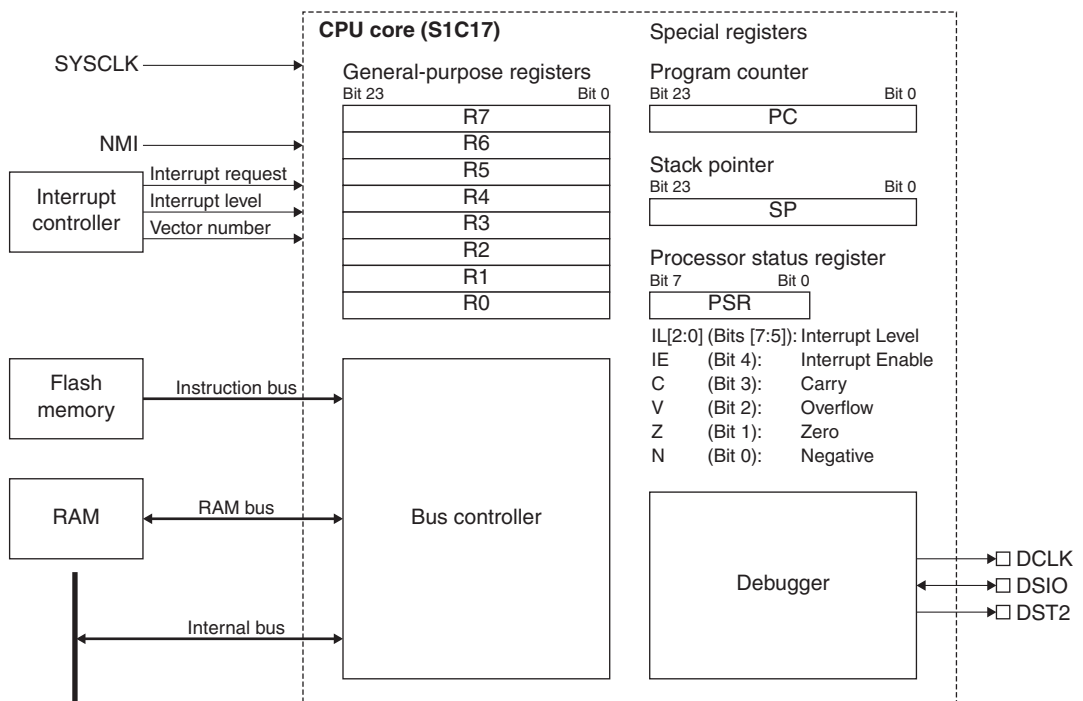 CPU core (S1C17)
Special registers
SYSCLK
General-purpose registers
Bit 23 Bit 0
R7
R6
R5
R4
R3
R2
R1
R0
Program counter
Bit 23 Bit 0
PC
NMI
Interrupt controller
Interrupt request
Interrupt level
Vector number
Stack pointer
Bit 23 Bit 0
SP
Processor status register
Bit 7 Bit 0
PSR
IL[2:0] (Bits [7:5]): Interrupt Level
IE (Bit 4): Interrupt Enable
C (Bit 3): Carry
V (Bit 2): Overflow
Z (Bit 1): Zero
N (Bit 0): Negative
Flash
memory
Instruction bus
RAM
RAM bus
Bus controller
Internal bus
Debugger
DCLK
DSIO
DST2